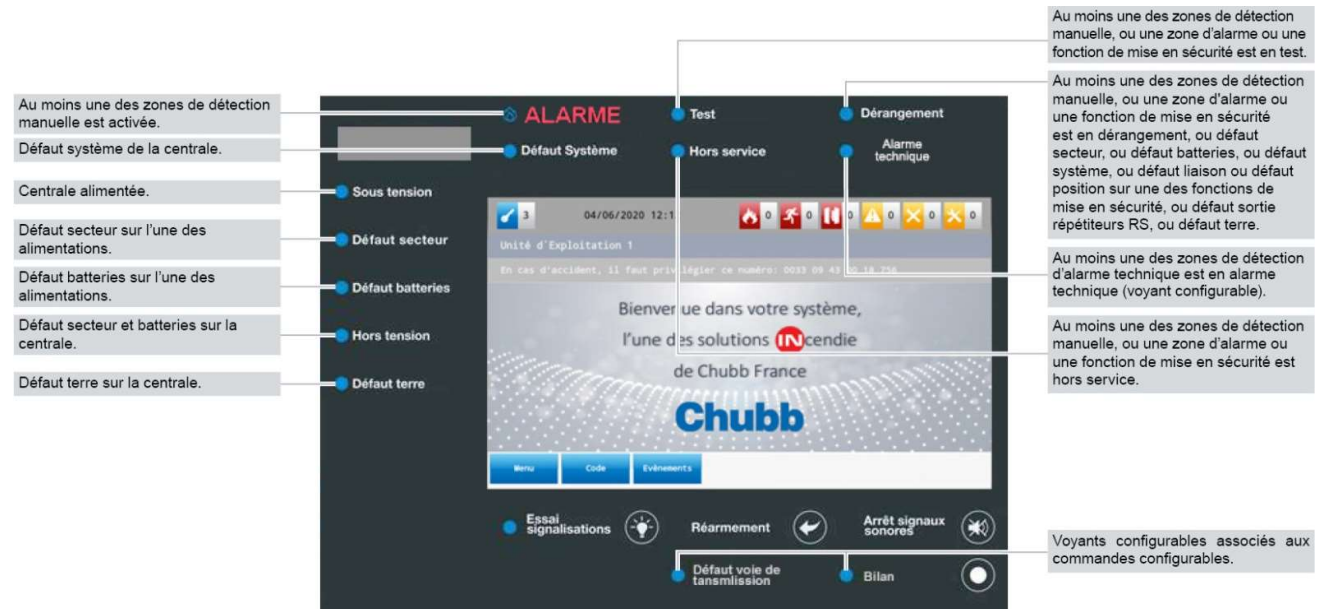 Au moins une des zones de détection
manuelle, ou une zone d'alarme ou une
fonction de mise en sécurité est en test.
Au moins une des zones de détection
manuelle est activée.
Défaut système de la centrale.
Centrale alimentée.
Défaut secteur sur l'une des
alimentations.
Défaut batteries sur l'une des
alimentations.
Défaut secteur et batteries sur la
centrale.
Défaut terre sur la centrale.
ALARME
Test
Dérangement
Défaut Système
Hors service
Alarme
technique
Sous tension
Défaut secteur
Défaut batteries
Hors tension
Défaut terre
3
04/06/2020 12:1
0 0 0 0 0 0
Unité d'Exploitation 1
En cas d'accident, il faut privilégier ce numéro: 0033 09 43
Bienvenue dans votre système,
l'une des solutions INcendie
de Chubb France
Chubb
Menu
Code
Evènements
Essai
signalisations
Réarmement
Arrêt signaux
sonores
Défaut voie de
tansmlission
Bilan
Au moins une des zones de détection
manuelle, ou une zone d'alarme ou
une fonction de mise en sécurité
est en dérangement, ou défaut
secteur, ou défaut batteries, ou défaut
système, ou défaut liaison ou défaut
position sur une des fonctions de
mise en sécurité, ou défaut sortie
répétiteurs RS, ou défaut terre.
Au moins une des zones de détection
d'alarme technique est en alarme
technique (voyant configurable).
Au moins une des zones de détection
manuelle, ou une zone d'alarme ou
une fonction de mise en sécurité est
hors service.
Voyants configurables associés aux
commandes configurables.